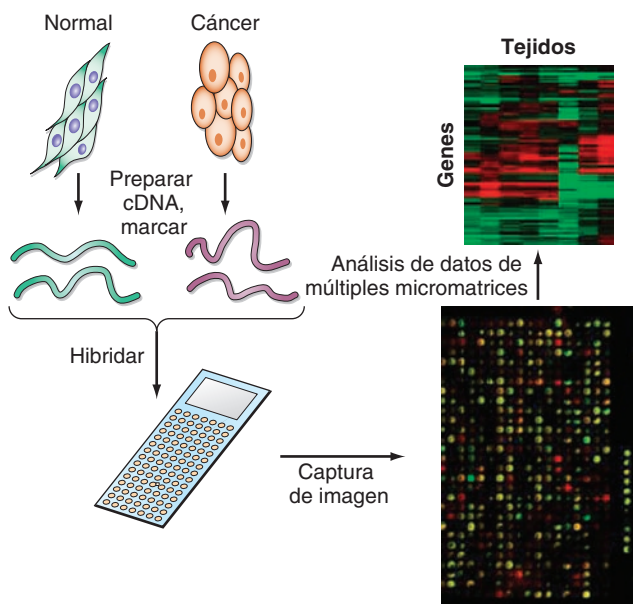 Normal
Cáncer
Preparar
cDNA,
marcar
Hibridar
Captura
de imagen
Análisis de datos de
múltiples micromatrices
Tejidos
Genes